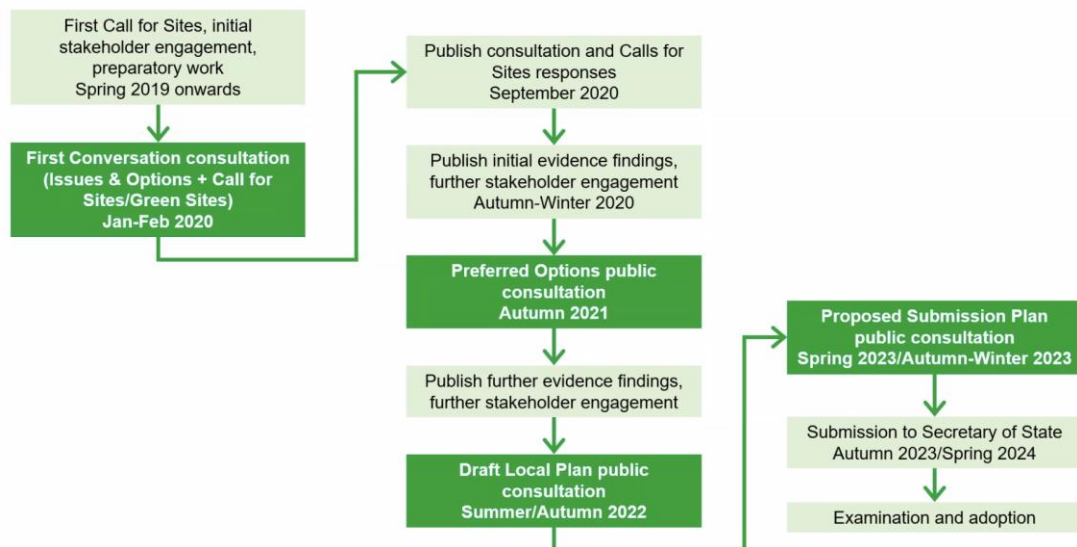 First Call for Sites, initial
stakeholder engagement,
preparatory work
Spring 2019 onwards
First Conversation consultation
(Issues & Options + Call for
Sites/Green Sites)
Jan-Feb 2020
Publish consultation and Calls for
Sites responses
September 2020
Publish initial evidence findings,
further stakeholder engagement
Autumn-Winter 2020
Preferred Options public
consultation
Autumn 2021
Publish further evidence findings,
further stakeholder engagement
Draft Local Plan public
consultation
Summer/Autumn 2022
Proposed Submission Plan
public consultation
Spring 2023/Autumn-Winter 2023
Submission to Secretary of State
Autumn 2023/Spring 2024
Examination and adoption